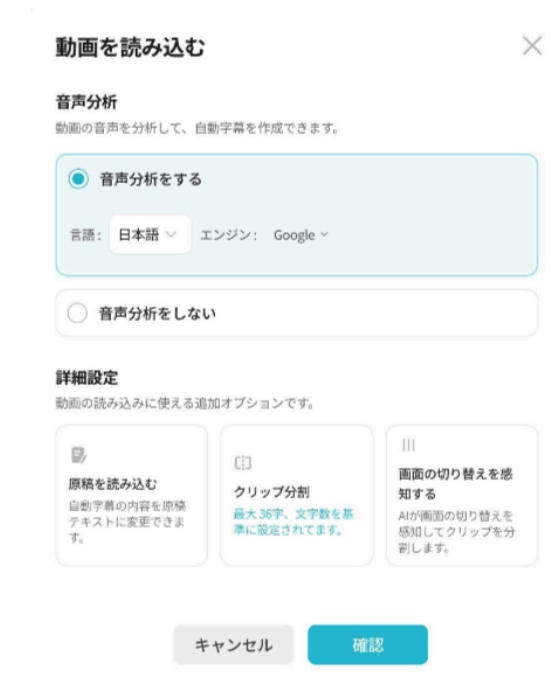 動画を読み込む
音声分析
動画の音声を分析して、自動字幕を作成できます。
音声分析をする
言語: 日本語 エンジン: Google
音声分析をしない
詳細設定
動画の読み込みに使える追加オプションです。
原稿を読み込む
自動字幕の内容を原稿
テキストに変更できま
す。
クリップ分割
最大 36字、文字数を基
準に設定されてます。
画面の切り替えを感
知する
AIが画面の切り替えを
感知してクリップを分
割します。
キャンセル 確認